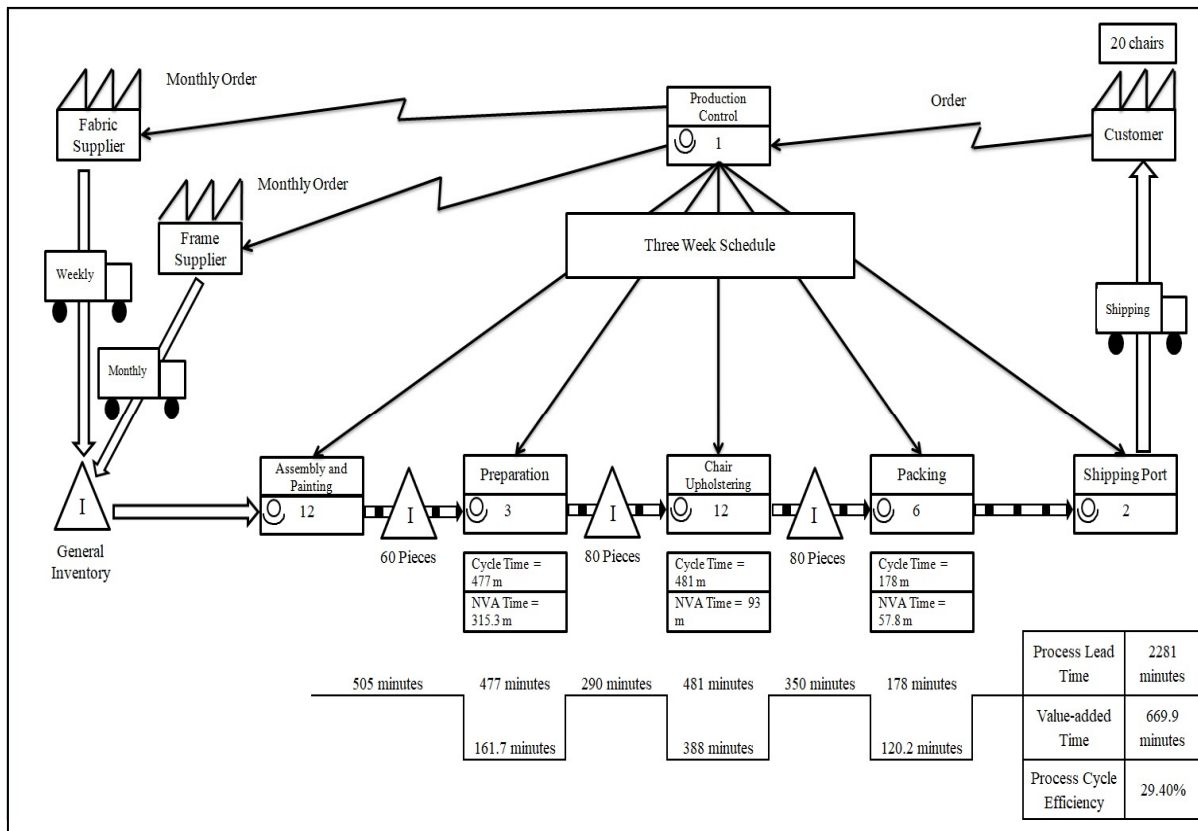 20 chairs
Monthly Order
Production
Control
1
Order
Fabric
Supplier
Customer
Monthly Order
Frame
Supplier
Three Week Schedule
Weekly
Shipping
Monthly
Assembly and
Painting
12
Preparation
3
Chair
Upholstering
12
Packing
6
Shipping Port
2
I
I
I
I
General
Inventory
60 Pieces
80 Pieces
80 Pieces
Cycle Time =
477 m
NVA Time =
315.3 m
Cycle Time =
481 m
NVA Time = 93
m
Cycle Time =
178 m
NVA Time =
57.8 m
505 minutes
477 minutes
290 minutes
481 minutes
350 minutes
178 minutes
161.7 minutes
388 minutes
120.2 minutes
Process Lead
Time
2281
minutes
Value-added
Time
669.9
minutes
Process Cycle
Efficiency
29.40%